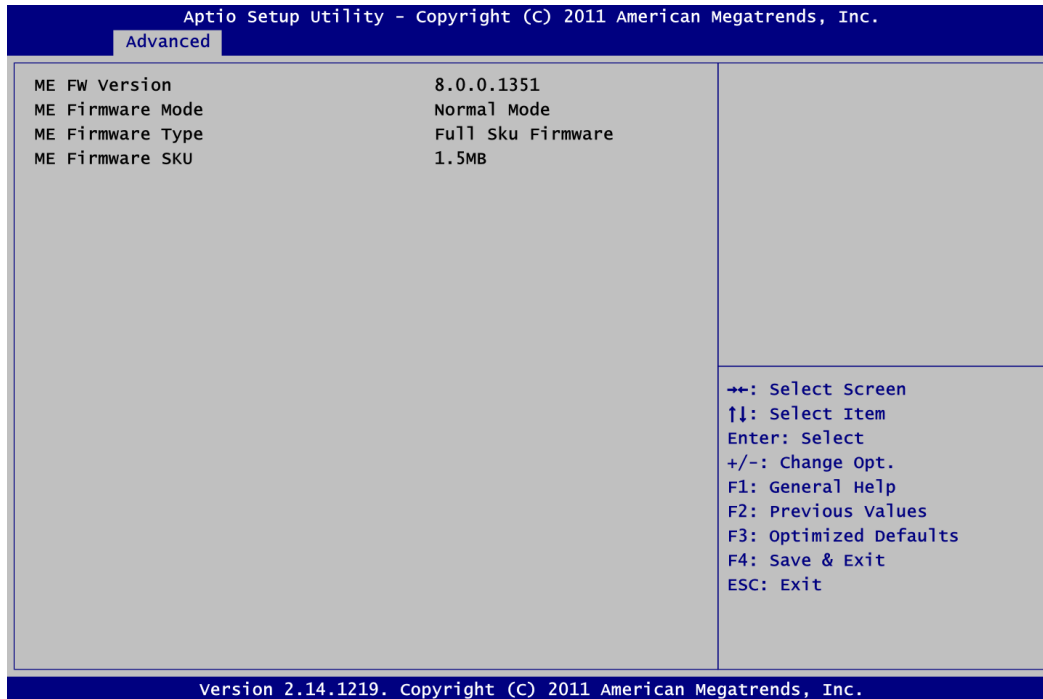 Aptio Setup Utility - Copyright (C) 2011 American Megatrends, Inc.
Advanced
ME FW Version 8.0.0.1351
ME Firmware Mode Normal Mode
ME Firmware Type Full Sku Firmware
ME Firmware SKU 1.5MB
→←: Select Screen
↑↓: Select Item
Enter: Select
+/-: Change Opt.
F1: General Help
F2: Previous Values
F3: Optimized Defaults
F4: Save & Exit
ESC: Exit
Version 2.14.1219. Copyright (C) 2011 American Megatrends, Inc.